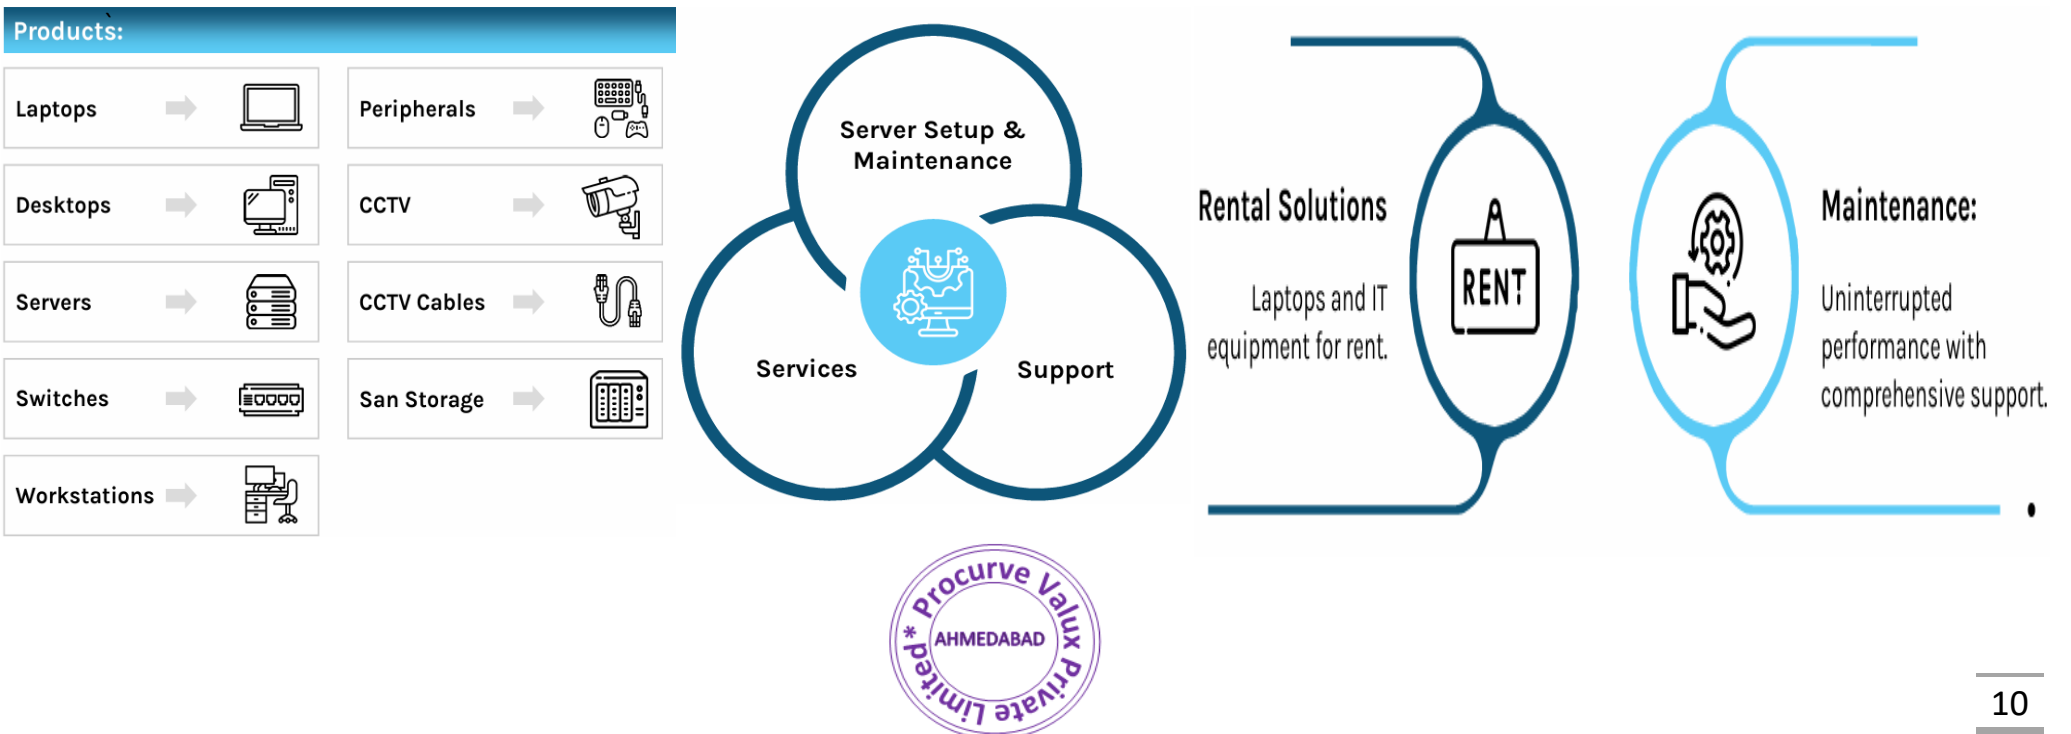 Products:
Laptops
Peripherals
Desktops
CCTV
Servers
CCTV Cables
Switches
San Storage
Workstations
Server Setup &
Maintenance
Services
Support
Rental Solutions
Laptops and IT
equipment for rent.
RENT
Maintenance:
Uninterrupted
performance with
comprehensive support.
* Procurve Valux Private Limited
AHMEDABAD
10